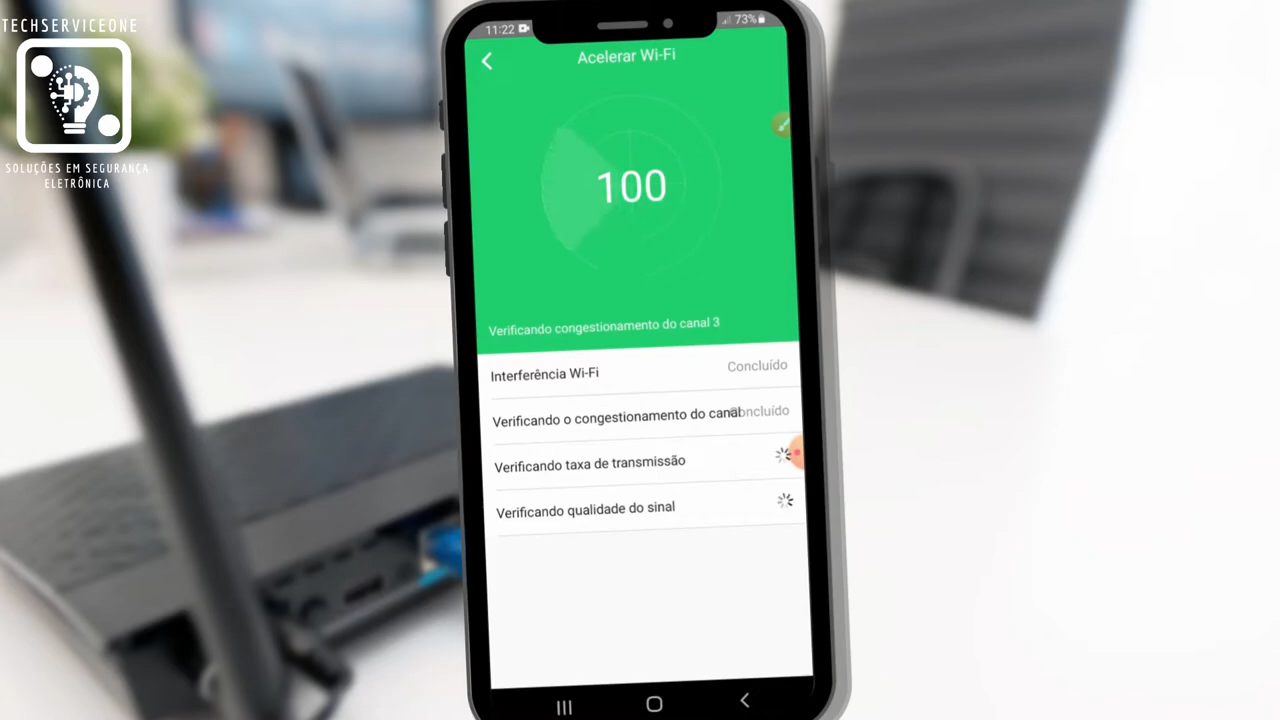 TECHSERVICEONE
SOLUÇÕES EM SEGURANÇA
ELETRÔNICA
11:22
73%
Acelerar Wi-Fi
100
Verificando congestionamento do canal 3
Interferência Wi-Fi
Concluído
Verificando o congestionamento do canal
Concluído
Verificando taxa de transmissão
Verificando qualidade do sinal